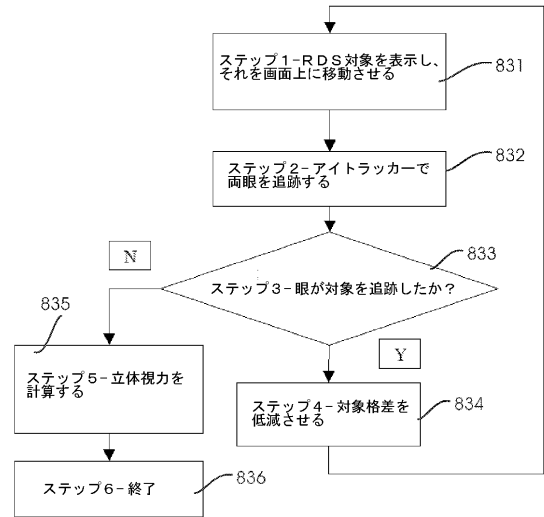 ステップ1-RDS対象を表示し、
それを画面上に移動させる
831
ステップ2-アイトラッカーで
両眼を追跡する
832
833
ステップ3-眼が対象を追跡したか?
N
Y
835
ステップ5-立体視力を
計算する
ステップ4-対象格差を
低減させる
834
ステップ6-終了
836